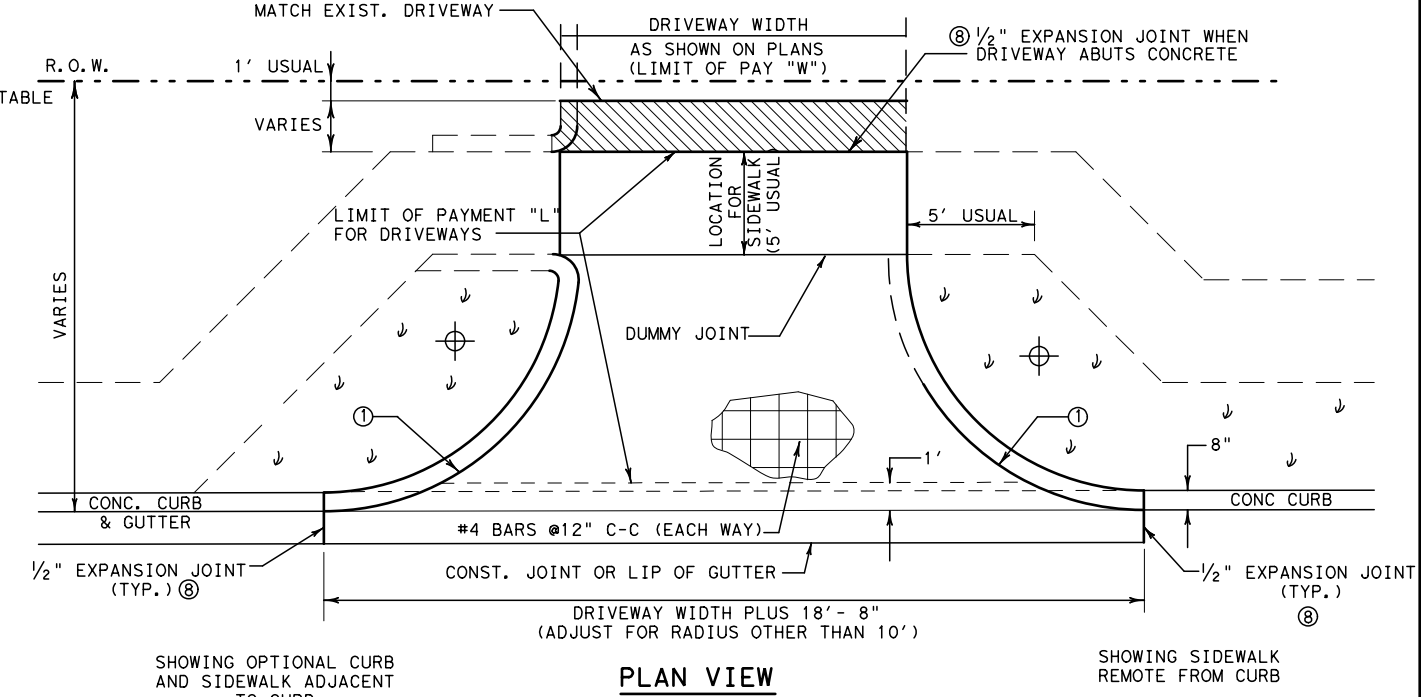 MATCH EXIST. DRIVEWAY
DRIVEWAY WIDTH
AS SHOWN ON PLANS
(LIMIT OF PAY "W")
⑧ 1/2" EXPANSION JOINT WHEN
DRIVEWAY ABUTS CONCRETE
R.O.W.
1' USUAL
TABLE
VARIES
LOCATION
FOR
SIDEWALK
(5' USUAL)
LIMIT OF PAYMENT "L"
FOR DRIVEWAYS
5' USUAL
VARIES
DUMMY JOINT
①
①
8"
1'
CONC. CURB
& GUTTER
CONC CURB
#4 BARS @12" C-C (EACH WAY)
1/2" EXPANSION JOINT
(TYP.) ⑧
CONST. JOINT OR LIP OF GUTTER
1/2" EXPANSION JOINT
(TYP.)
⑧
DRIVEWAY WIDTH PLUS 18'- 8"
(ADJUST FOR RADIUS OTHER THAN 10')
SHOWING OPTIONAL CURB
AND SIDEWALK ADJACENT
TO CURB
PLAN VIEW
SHOWING SIDEWALK
REMOTE FROM CURB